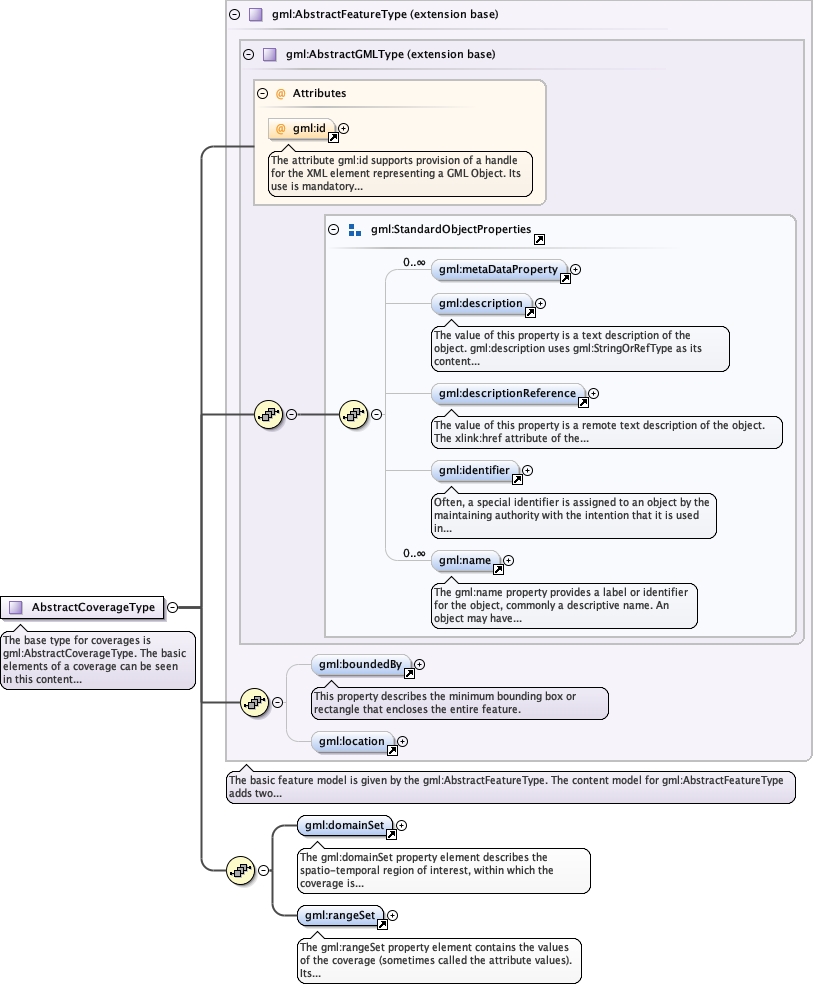 gml:AbstractFeatureType (extension base)
gml:AbstractGMLType (extension base)
@ Attributes
@ gml:id
The attribute gml:id supports provision of a handle
for the XML element representing a GML Object. Its
use is mandatory...
gml:StandardObjectProperties
0..∞
gml:metaDataProperty
gml:description
The value of this property is a text description of the
object. gml:description uses gml:StringOrRefType as its
content...
gml:descriptionReference
The value of this property is a remote text description of the object.
The xlink:href attribute of the...
gml:identifier
Often, a special identifier is assigned to an object by the
maintaining authority with the intention that it is used
in...
0..∞
gml:name
The gml:name property provides a label or identifier
for the object, commonly a descriptive name. An
object may have...
AbstractCoverageType
The base type for coverages is
gml:AbstractCoverageType. The basic
elements of a coverage can be seen
in this content...
gml:boundedBy
This property describes the minimum bounding box or
rectangle that encloses the entire feature.
gml:location
The basic feature model is given by the gml:AbstractFeatureType. The content model for gml:AbstractFeatureType
adds two...
gml:domainSet
The gml:domainSet property element describes the
spatio-temporal region of interest, within which the
coverage is...
gml:rangeSet
The gml:rangeSet property element contains the values
of the coverage (sometimes called the attribute values).
Its...